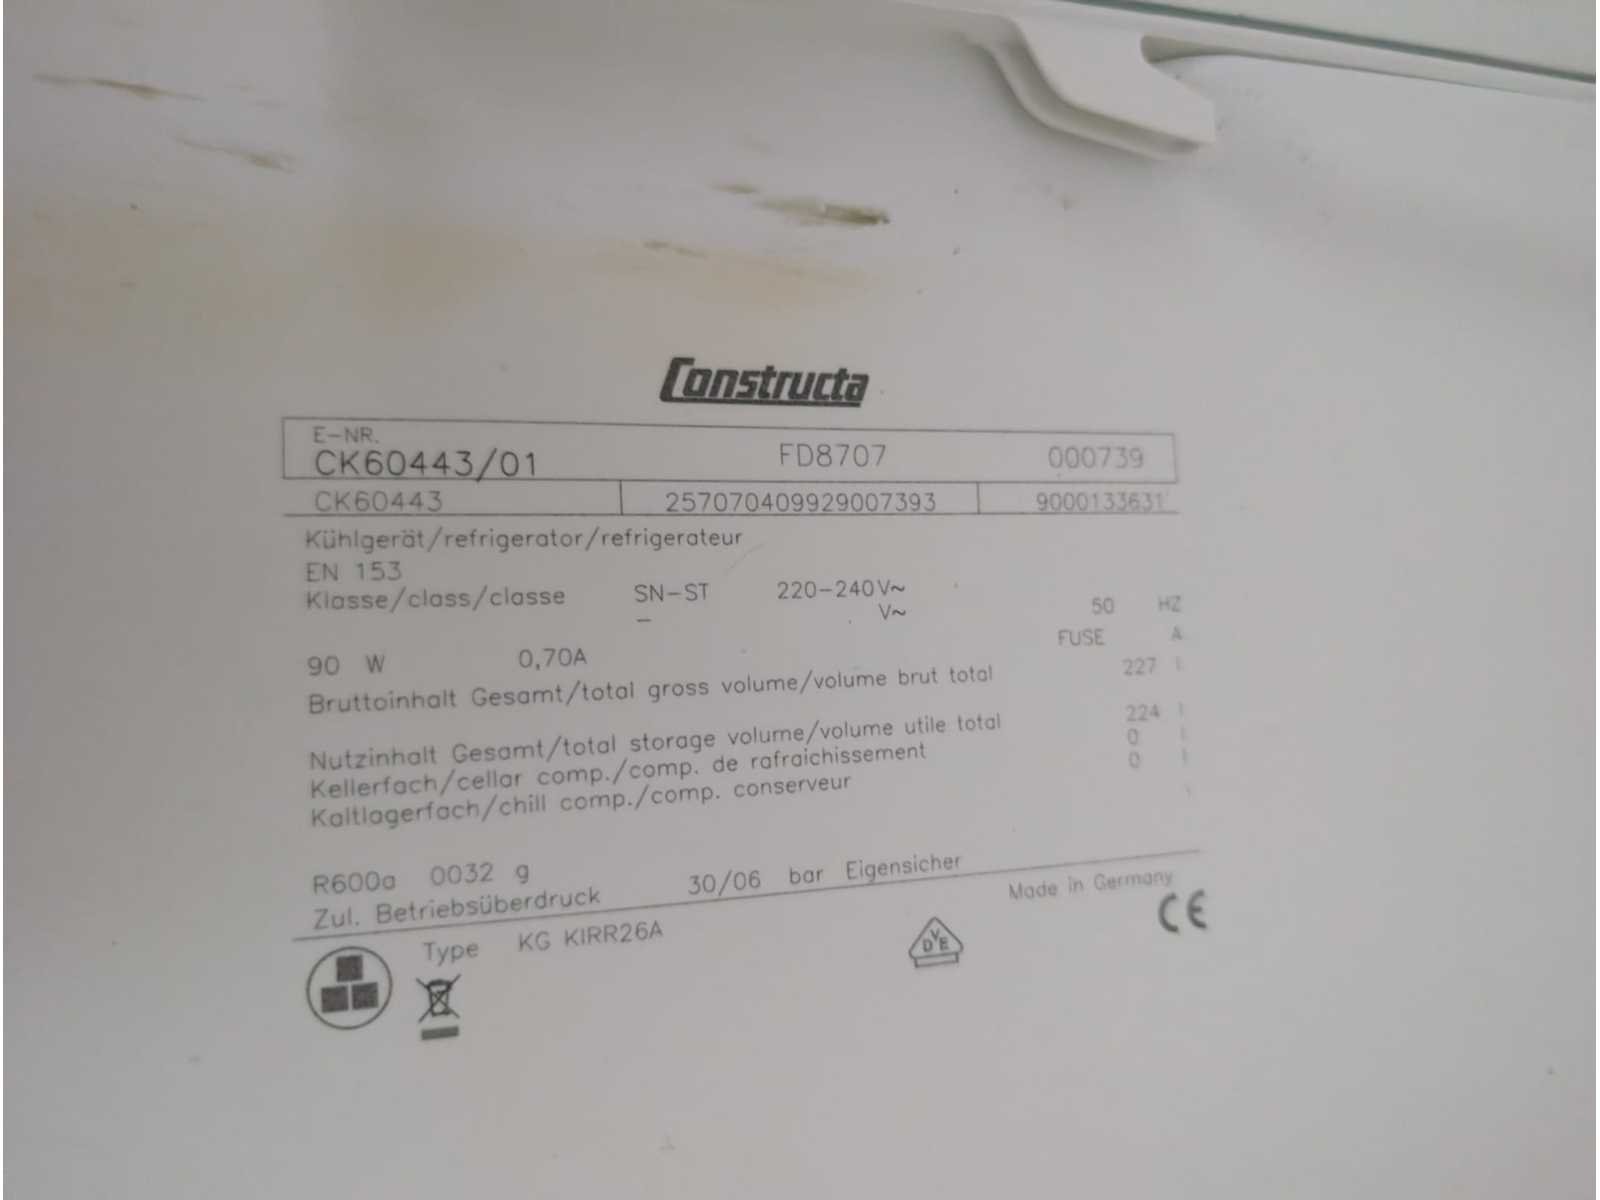 Constructa
E-NR.
CK60443/01 FD8707 000739
CK60443 257070409929007393 9000133631
Kühlgerät/refrigerator/refrigerateur
EN 153
Klasse/class/classe SN-ST 220-240V~ 50 HZ
– V~
90 W 0,70A FUSE A
Bruttoinhalt Gesamt/total gross volume/volume brut total 227 l
Nutzinhalt Gesamt/total storage volume/volume utile total 224 l
Kellerfach/cellar comp./comp. de rafraichissement 0 l
Kaltlagerfach/chill comp./comp. conserveur 0 l
R600a 0032 g
Zul. Betriebsüberdruck 30/06 bar Eigensicher
Made in Germany
CE
Type KG KIRR26A
DVE